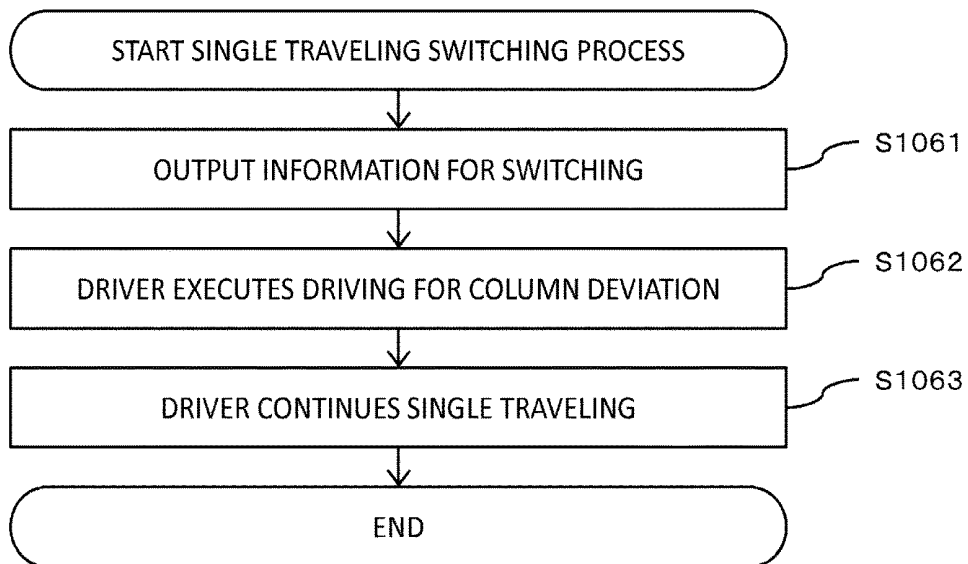 START SINGLE TRAVELING SWITCHING PROCESS
OUTPUT INFORMATION FOR SWITCHING
S1061
DRIVER EXECUTES DRIVING FOR COLUMN DEVIATION
S1062
DRIVER CONTINUES SINGLE TRAVELING
S1063
END